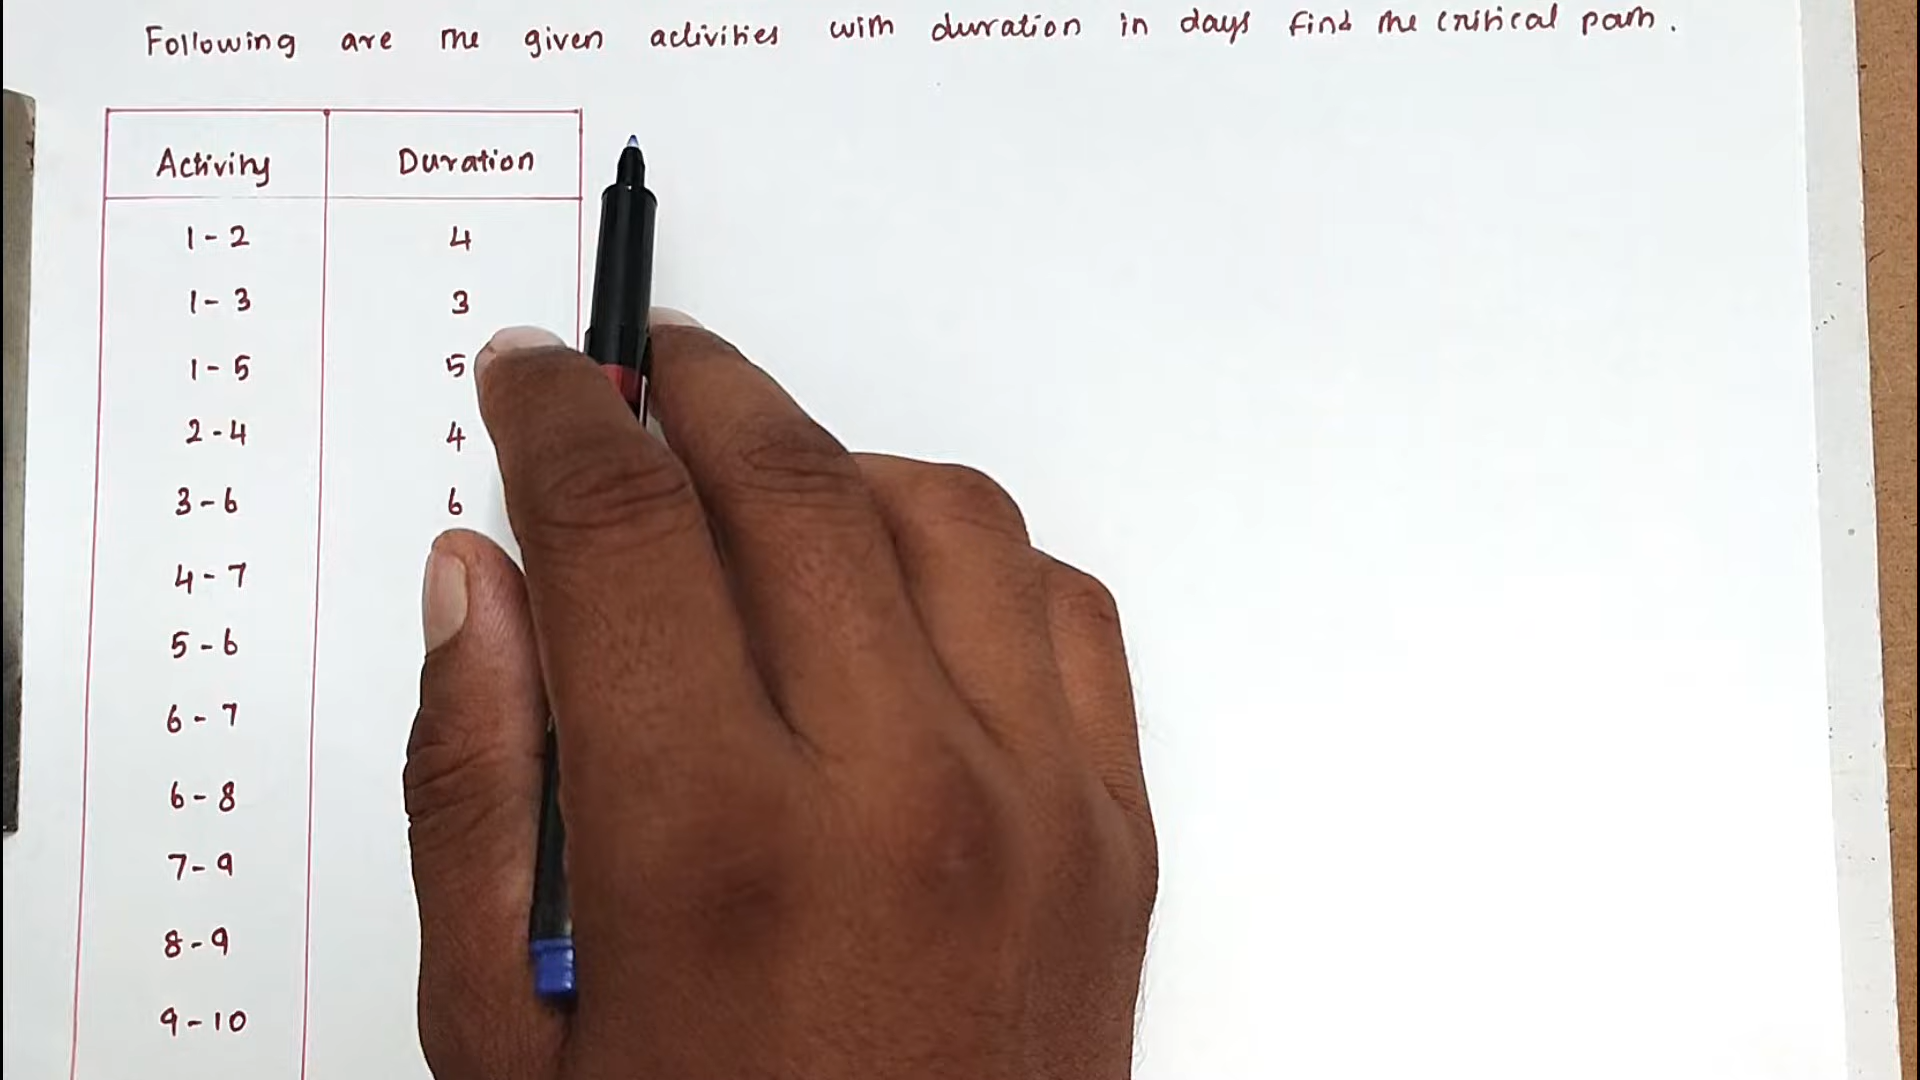 Following are the given activities with duration in days find the critical path.
Activity Duration
1 - 2 4
1 - 3 3
1 - 5 5
2 - 4 4
3 - 6 6
4 - 7
5 - 6
6 - 7
6 - 8
7 - 9
8 - 9
9 - 10